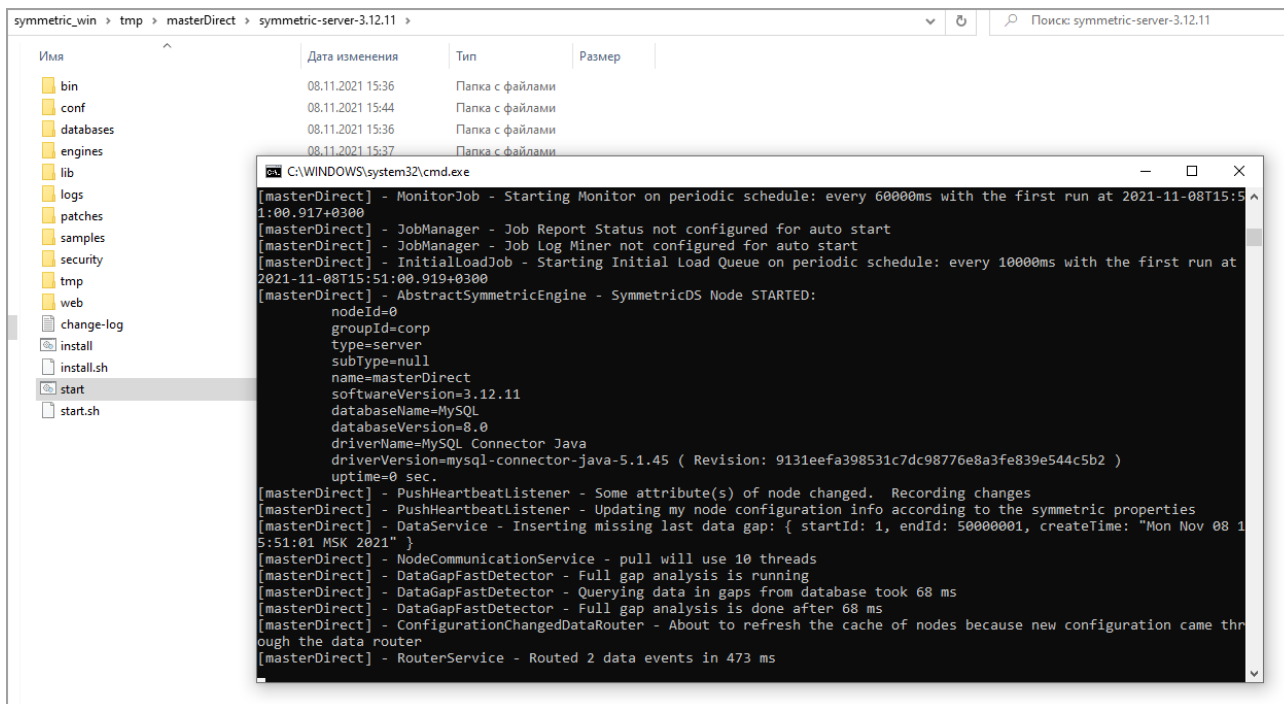 symmetric_win › tmp › masterDirect › symmetric-server-3.12.11 ›
Поиск: symmetric-server-3.12.11
Имя Дата изменения Тип Размер
bin 08.11.2021 15:36 Папка с файлами
conf 08.11.2021 15:44 Папка с файлами
databases 08.11.2021 15:36 Папка с файлами
engines 08.11.2021 15:37 Папка с файлами
lib
logs
patches
samples
security
tmp
web
change-log
install
install.sh
start
start.sh
C:\WINDOWS\system32\cmd.exe
[masterDirect] - MonitorJob - Starting Monitor on periodic schedule: every 60000ms with the first run at 2021-11-08T15:5
1:00.917+0300
[masterDirect] - JobManager - Job Report Status not configured for auto start
[masterDirect] - JobManager - Job Log Miner not configured for auto start
[masterDirect] - InitialLoadJob - Starting Initial Load Queue on periodic schedule: every 10000ms with the first run at
2021-11-08T15:51:00.919+0300
[masterDirect] - AbstractSymmetricEngine - SymmetricDS Node STARTED:
nodeId=0
groupId=corp
type=server
subType=null
name=masterDirect
softwareVersion=3.12.11
databaseName=MySQL
databaseVersion=8.0
driverName=MySQL Connector Java
driverVersion=mysql-connector-java-5.1.45 ( Revision: 9131eefa398531c7dc98776e8a3fe839e544c5b2 )
uptime=0 sec.
[masterDirect] - PushHeartbeatListener - Some attribute(s) of node changed.  Recording changes
[masterDirect] - PushHeartbeatListener - Updating my node configuration info according to the symmetric properties
[masterDirect] - DataService - Inserting missing last data gap: { startId: 1, endId: 50000001, createTime: "Mon Nov 08 1
5:51:01 MSK 2021" }
[masterDirect] - NodeCommunicationService - pull will use 10 threads
[masterDirect] - DataGapFastDetector - Full gap analysis is running
[masterDirect] - DataGapFastDetector - Querying data in gaps from database took 68 ms
[masterDirect] - DataGapFastDetector - Full gap analysis is done after 68 ms
[masterDirect] - ConfigurationChangedDataRouter - About to refresh the cache of nodes because new configuration came thr
ough the data router
[masterDirect] - RouterService - Routed 2 data events in 473 ms